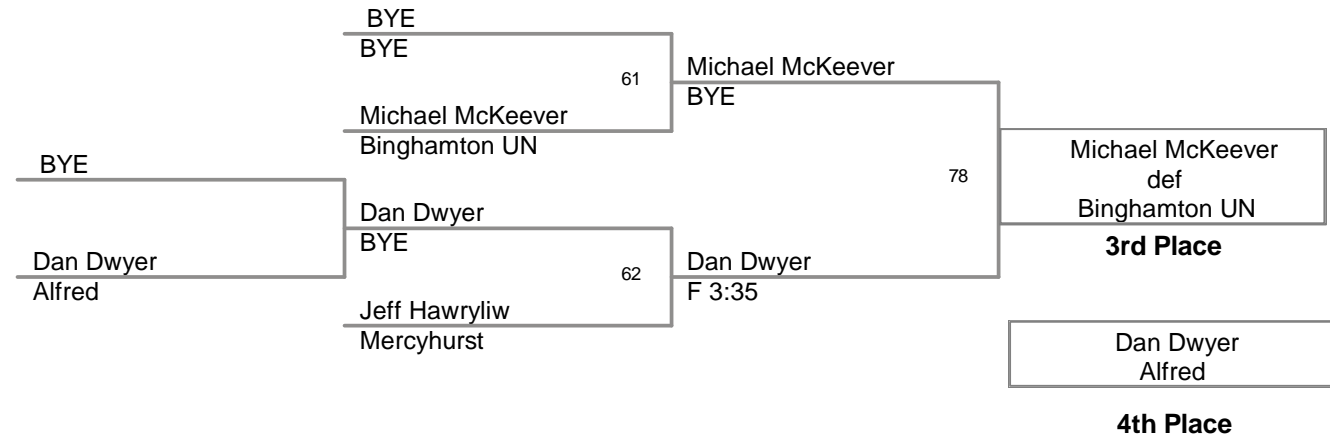 BYE
BYE
61
Michael McKeever
BYE
Michael McKeever
Binghamton UN
BYE
Dan Dwyer
BYE
Dan Dwyer
Alfred
62
Dan Dwyer
F 3:35
Jeff Hawryliw
Mercyhurst
78
Michael McKeever
def
Binghamton UN
3rd Place
Dan Dwyer
Alfred
4th Place